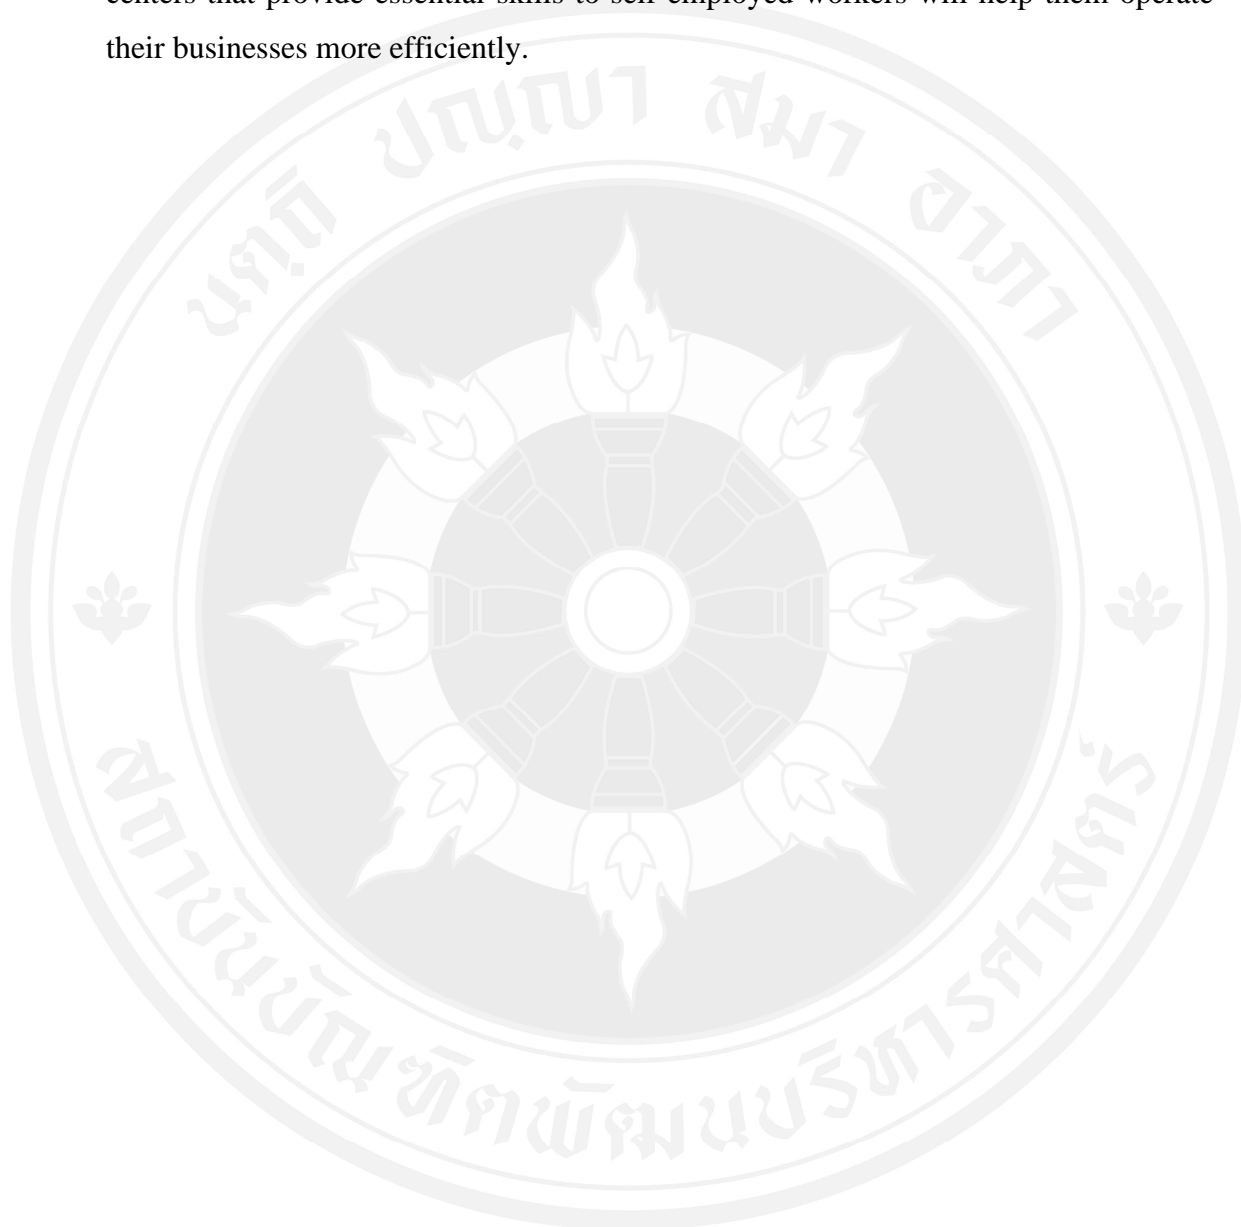 centers that provide essential skills to self-employed workers will help them operate
their businesses more efficiently.
นตฺถิ ปญฺญา สมา อาภา
สถาบันบัณฑิตพัฒนบริหารศาสตร์